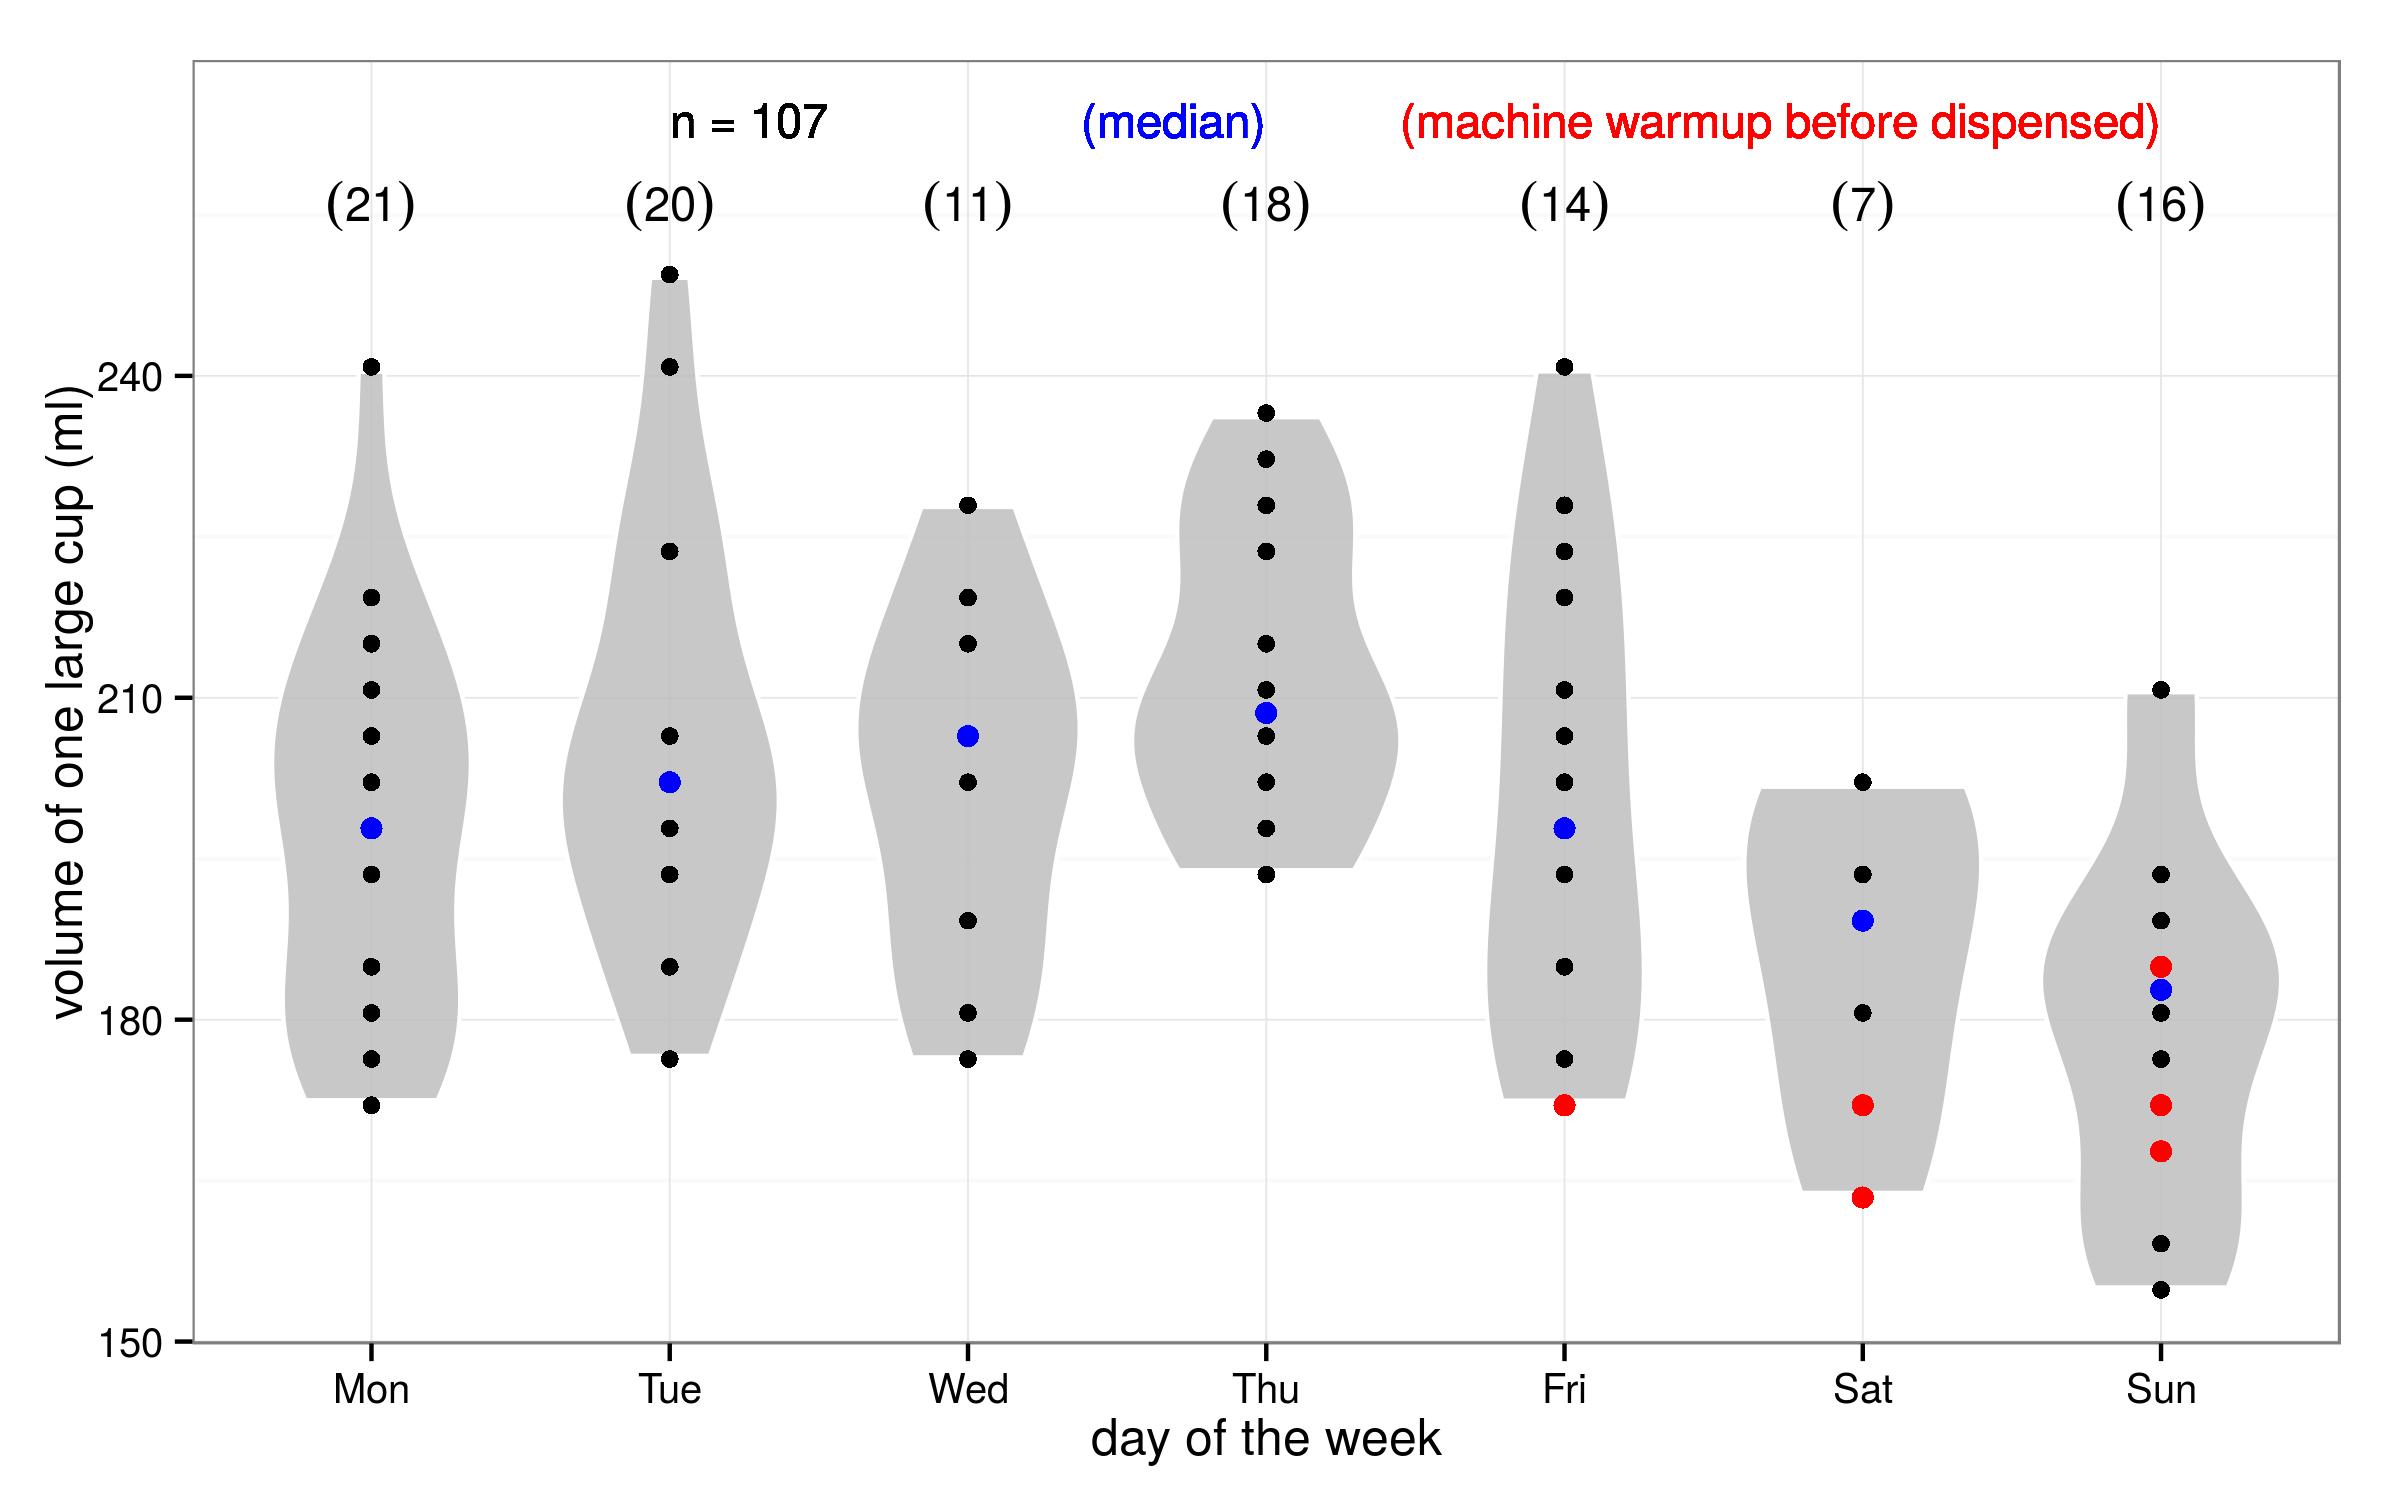 n = 107 (median) (machine warmup before dispensed)
(21) (20) (11) (18) (14) (7) (16)
volume of one large cup (ml)
240
210
180
150
Mon Tue Wed Thu Fri Sat Sun
day of the week